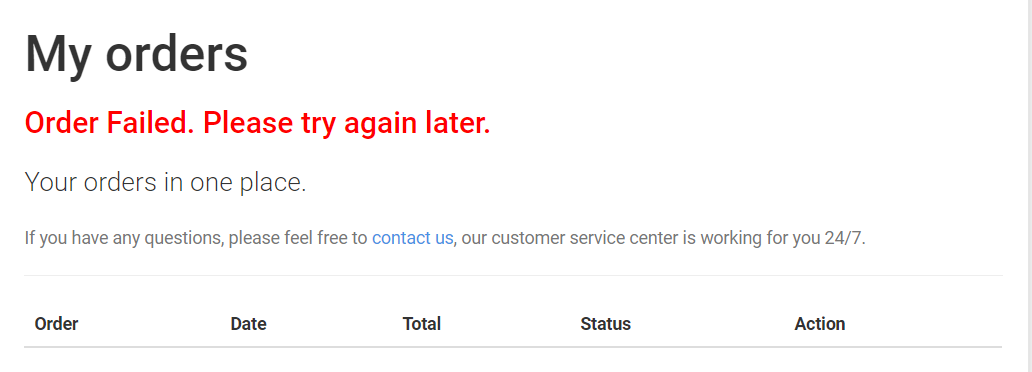 My orders
Order Failed. Please try again later.
Your orders in one place.
If you have any questions, please feel free to contact us, our customer service center is working for you 24/7.
Order Date Total Status Action